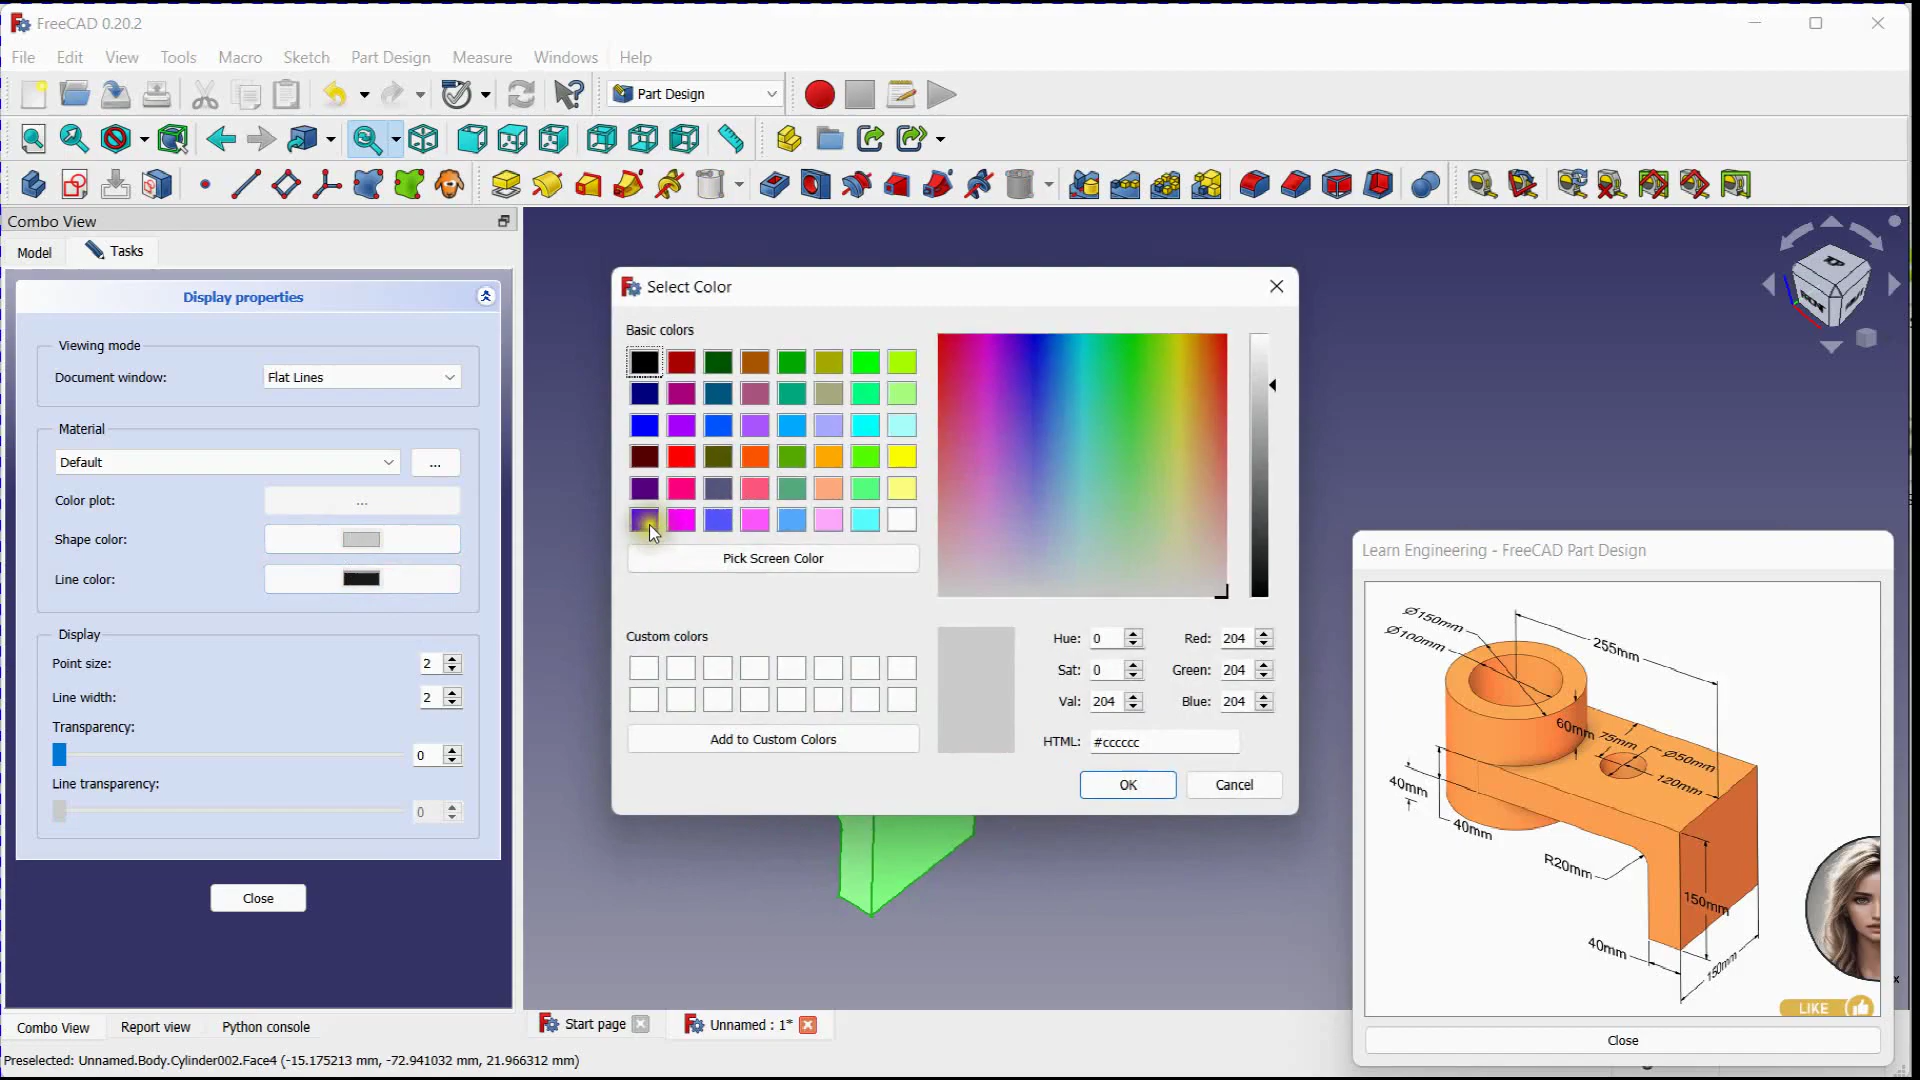 FreeCAD 0.20.2
File Edit View Tools Macro Sketch Part Design Measure Windows Help
Part Design
Combo View
Model Tasks
Display properties
Viewing mode
Document window: Flat Lines
Material
Default ...
Color plot: ...
Shape color:
Line color:
Display
Point size: 2
Line width: 2
Transparency:
0
Line transparency:
0
Close
Combo View Report view Python console
Select Color
Basic colors
Pick Screen Color
Custom colors
Add to Custom Colors
Hue: 0 Red: 204
Sat: 0 Green: 204
Val: 204 Blue: 204
HTML: #cccccc
OK Cancel
Start page Unnamed : 1*
Learn Engineering - FreeCAD Part Design
Ø150mm
Ø100mm
255mm
60mm
75mm
Ø50mm
120mm
40mm
40mm
R20mm
150mm
40mm
150mm
LIKE
Close
Preselected: Unnamed.Body.Cylinder002.Face4 (-15.175213 mm, -72.941032 mm, 21.966312 mm)